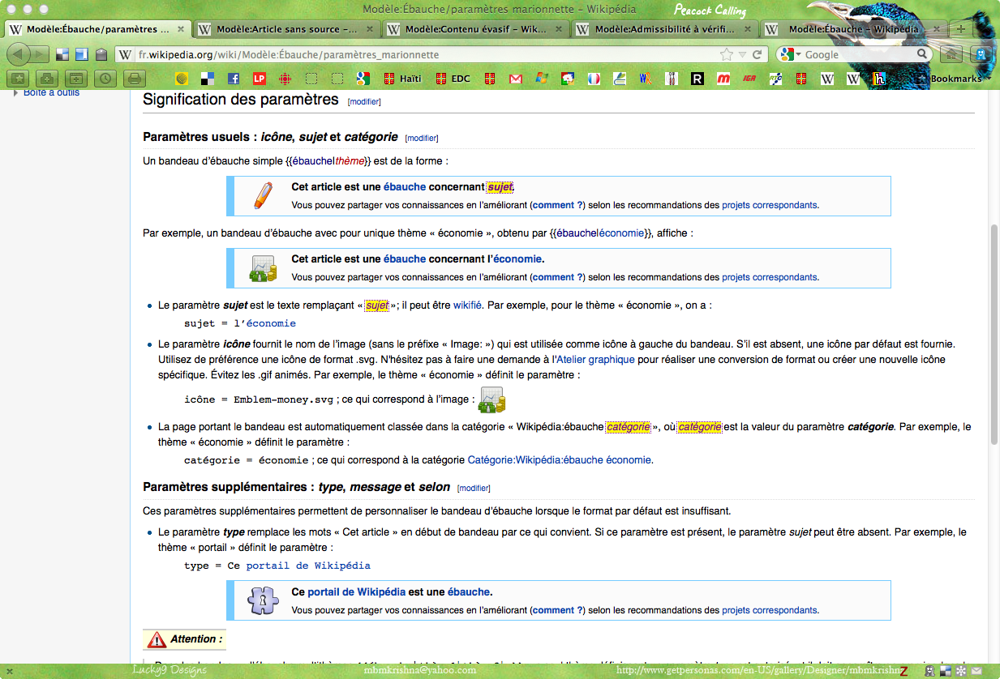 Modèle:Ébauche/paramètres marionnette – Wikipédia
Peacock Calling
Modèle:Ébauche/paramètres ...
Modèle:Article sans source –...
Modèle:Contenu évasif – Wik...
Modèle:Admissibilité à vérifi...
Modèle:Ébauche – Wikipédia
fr.wikipedia.org/wiki/Modèle:Ébauche/paramètres_marionnette
Google
Haïti
EDC
Bookmarks
Boîte à outils
Signification des paramètres [modifier]
Paramètres usuels : icône, sujet et catégorie [modifier]
Un bandeau d'ébauche simple {{ébauche|thème}} est de la forme :
Cet article est une ébauche concernant sujet.
Vous pouvez partager vos connaissances en l'améliorant (comment ?) selon les recommandations des projets correspondants.
Par exemple, un bandeau d'ébauche avec pour unique thème « économie », obtenu par {{ébauche|économie}}, affiche :
Cet article est une ébauche concernant l'économie.
Vous pouvez partager vos connaissances en l'améliorant (comment ?) selon les recommandations des projets correspondants.
Le paramètre sujet est le texte remplaçant « sujet »; il peut être wikifié. Par exemple, pour le thème « économie », on a :
sujet = l'économie
Le paramètre icône fournit le nom de l'image (sans le préfixe « Image: ») qui est utilisée comme icône à gauche du bandeau. S'il est absent, une icône par défaut est fournie.
Utilisez de préférence une icône de format .svg. N'hésitez pas à faire une demande à l'Atelier graphique pour réaliser une conversion de format ou créer une nouvelle icône
spécifique. Évitez les .gif animés. Par exemple, le thème « économie » définit le paramètre :
icône = Emblem-money.svg ; ce qui correspond à l'image :
La page portant le bandeau est automatiquement classée dans la catégorie « Wikipédia:ébauche catégorie », où catégorie est la valeur du paramètre catégorie. Par exemple, le
thème « économie » définit le paramètre :
catégorie = économie ; ce qui correspond à la catégorie Catégorie:Wikipédia:ébauche économie.
Paramètres supplémentaires : type, message et selon [modifier]
Ces paramètres supplémentaires permettent de personnaliser le bandeau d'ébauche lorsque le format par défaut est insuffisant.
Le paramètre type remplace les mots « Cet article » en début de bandeau par ce qui convient. Si ce paramètre est présent, le paramètre sujet peut être absent. Par exemple, le
thème « portail » définit le paramètre :
type = Ce portail de Wikipédia
Ce portail de Wikipédia est une ébauche.
Vous pouvez partager vos connaissances en l'améliorant (comment ?) selon les recommandations des projets correspondants.
Attention :
Lucky9 Designs
mbmkrishna@yahoo.com
http://www.getpersonas.com/en-US/gallery/Designer/mbmkrishn